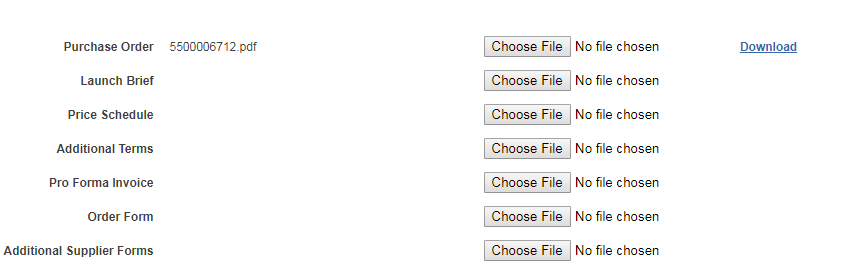 Purchase Order 5500006712.pdf Choose File No file chosen Download
Launch Brief Choose File No file chosen
Price Schedule Choose File No file chosen
Additional Terms Choose File No file chosen
Pro Forma Invoice Choose File No file chosen
Order Form Choose File No file chosen
Additional Supplier Forms Choose File No file chosen